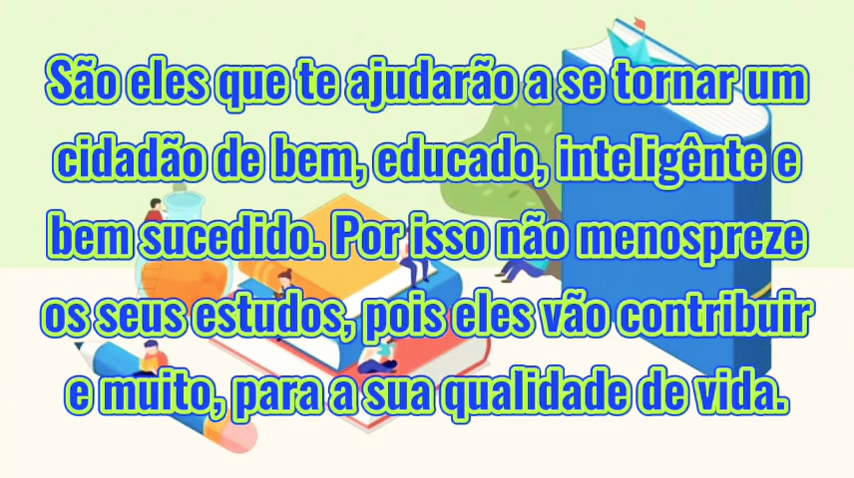 São eles que te ajudarão a se tornar um
cidadão de bem, educado, inteligênte e
bem sucedido. Por isso não menospreze
os seus estudos, pois eles vão contribuir
e muito, para a sua qualidade de vida.